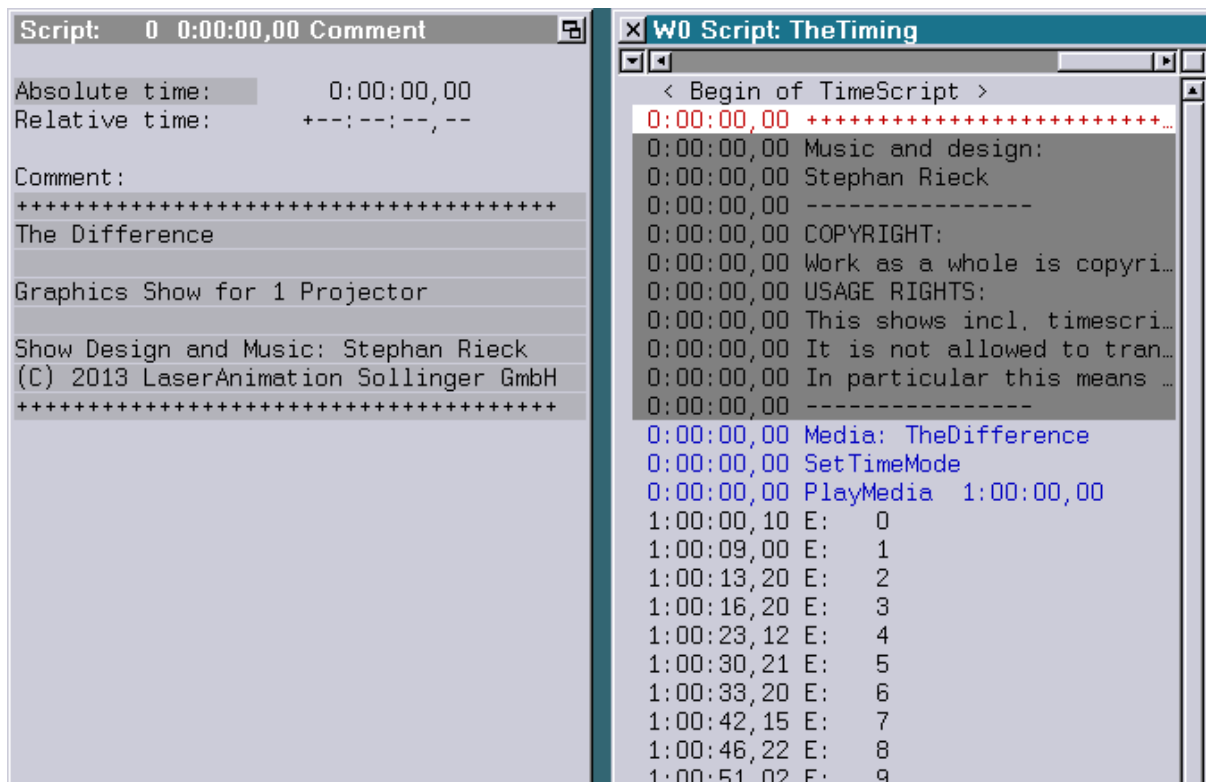 Script: 0 0:00:00,00 Comment
Absolute time: 0:00:00,00
Relative time: +--:--:--,--
Comment:
++++++++++++++++++++++++++++++++++++++
The Difference
Graphics Show for 1 Projector
Show Design and Music: Stephan Rieck
(C) 2013 LaserAnimation Sollinger GmbH
++++++++++++++++++++++++++++++++++++++
W0 Script: TheTiming
< Begin of TimeScript >
0:00:00,00 +++++++++++++++++++++++++…
0:00:00,00 Music and design:
0:00:00,00 Stephan Rieck
0:00:00,00 ----------------
0:00:00,00 COPYRIGHT:
0:00:00,00 Work as a whole is copyri…
0:00:00,00 USAGE RIGHTS:
0:00:00,00 This shows incl. timescri…
0:00:00,00 It is not allowed to tran…
0:00:00,00 In particular this means …
0:00:00,00 ----------------
0:00:00,00 Media: TheDifference
0:00:00,00 SetTimeMode
0:00:00,00 PlayMedia 1:00:00,00
1:00:00,10 E: 0
1:00:09,00 E: 1
1:00:13,20 E: 2
1:00:16,20 E: 3
1:00:23,12 E: 4
1:00:30,21 E: 5
1:00:33,20 E: 6
1:00:42,15 E: 7
1:00:46,22 E: 8
1:00:51,02 E: 9